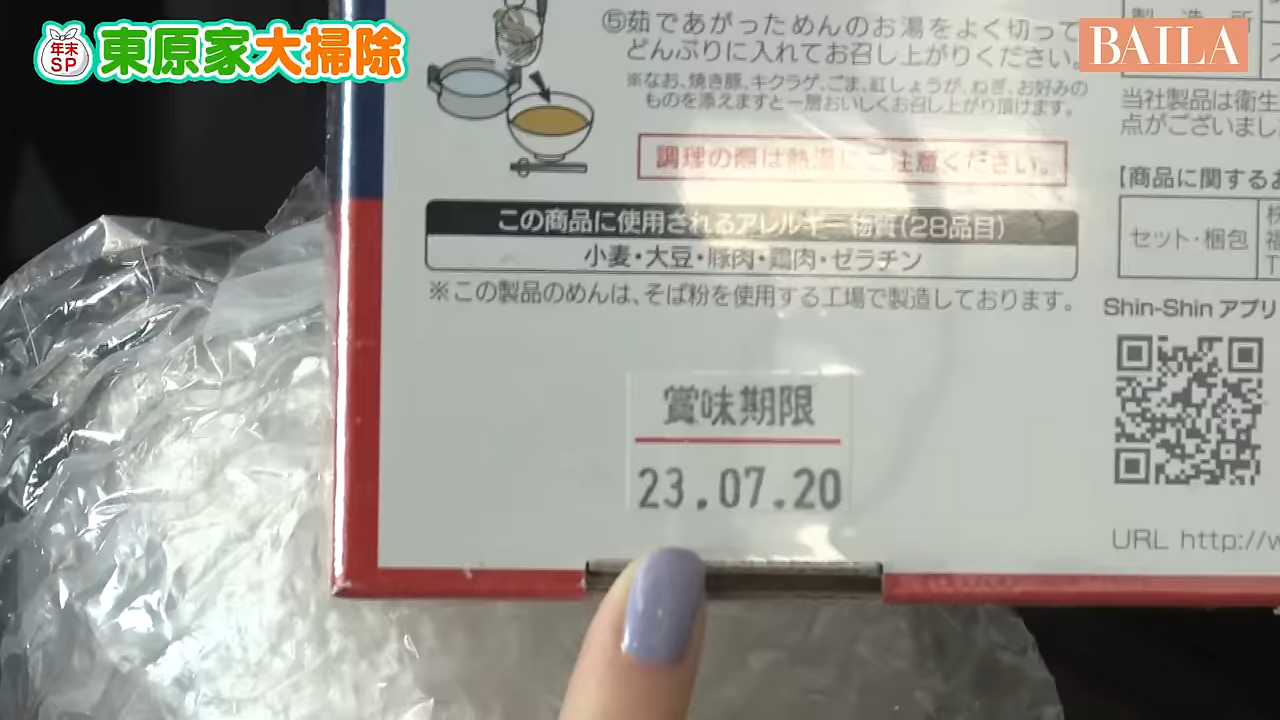 年末
SP
東原家大掃除
BAILA
⑤茹であがっためんのお湯をよく切って
どんぶりに入れてお召し上がりください。
※なお、焼き豚、キクラゲ、ごま、紅しょうが、ねぎ、お好みの
ものを添えますと一層おいしくお召し上がり頂けます。
調理の際は熱湯にご注意ください。
この商品に使用されるアレルギー物質(28品目)
小麦・大豆・豚肉・鶏肉・ゼラチン
※この製品のめんは、そば粉を使用する工場で製造しております。
賞味期限
23.07.20
製造所
当社製品は衛生
点がございまし
【商品に関するお
セット・梱包
Shin-Shin アプリ
URL http://w